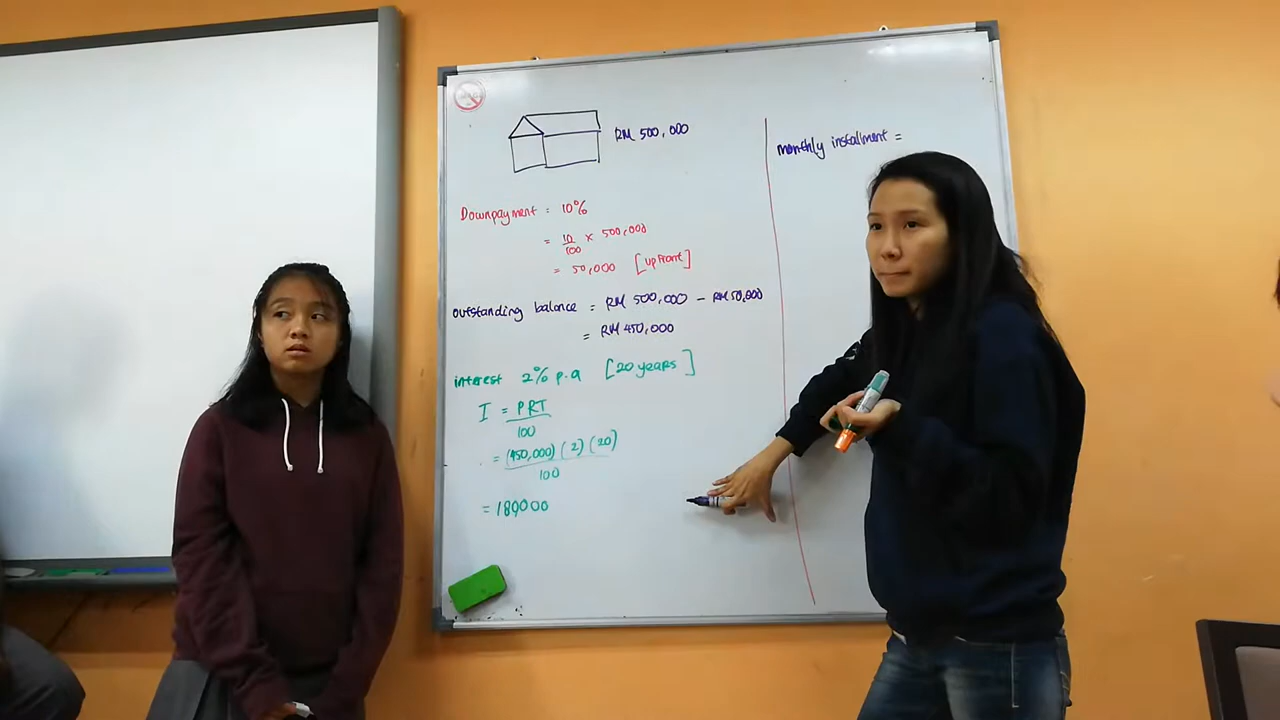 RM 500,000
Downpayment = 10%
= 10/100 x 500,000
= 50,000 [upfront]
outstanding balance = RM 500,000 - RM 50,000
= RM 450,000
interest 2% p.a [20 years]
I = PRT
100
= (450,000) (2) (20)
100
= 180000
monthly installment =